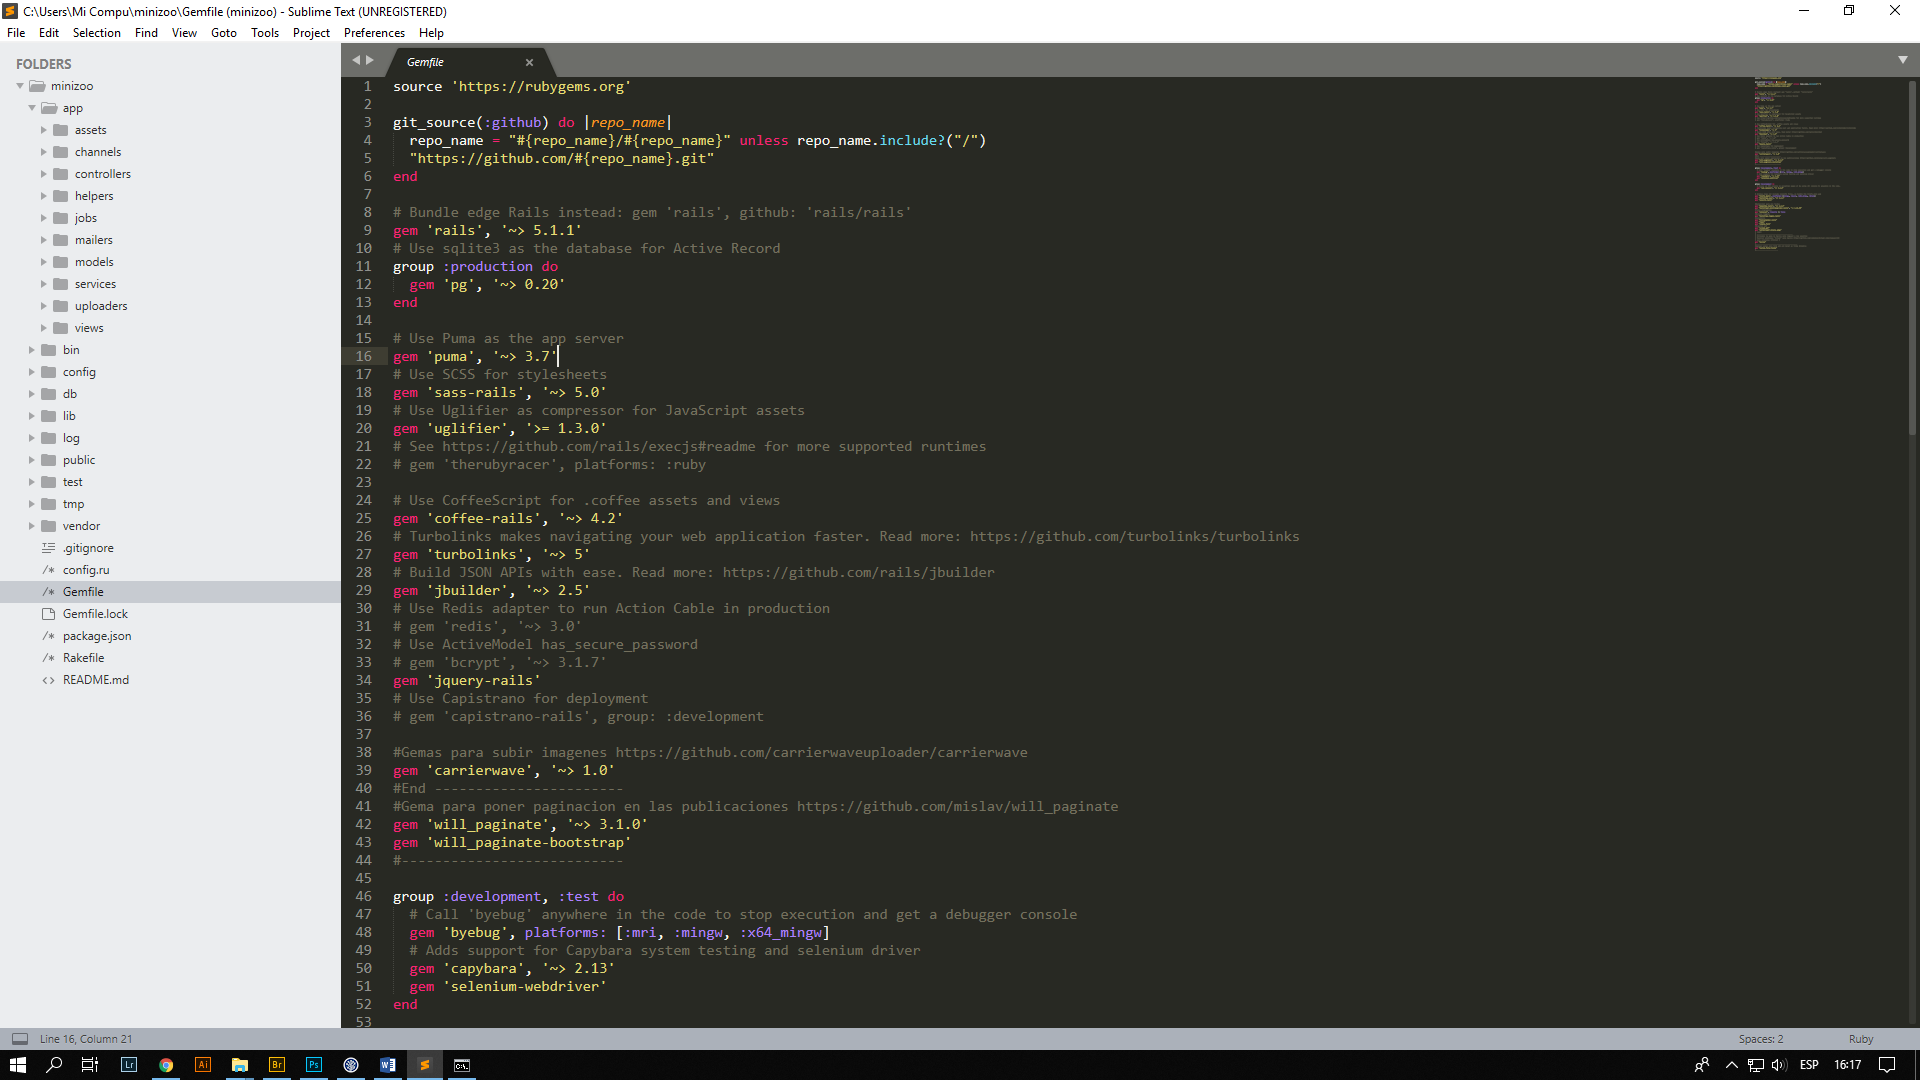 C:\Users\Mi Compu\minizoo\Gemfile (minizoo) - Sublime Text (UNREGISTERED)
File Edit Selection Find View Goto Tools Project Preferences Help
FOLDERS
minizoo
app
assets
channels
controllers
helpers
jobs
mailers
models
services
uploaders
views
bin
config
db
lib
log
public
test
tmp
vendor
.gitignore
/* config.ru
/* Gemfile
Gemfile.lock
/* package.json
/* Rakefile
<> README.md
Gemfile
1 source 'https://rubygems.org'
2
3 git_source(:github) do |repo_name|
4 repo_name = "#{repo_name}/#{repo_name}" unless repo_name.include?("/")
5 "https://github.com/#{repo_name}.git"
6 end
7
8 # Bundle edge Rails instead: gem 'rails', github: 'rails/rails'
9 gem 'rails', '~> 5.1.1'
10 # Use sqlite3 as the database for Active Record
11 group :production do
12 gem 'pg', '~> 0.20'
13 end
14
15 # Use Puma as the app server
16 gem 'puma', '~> 3.7'
17 # Use SCSS for stylesheets
18 gem 'sass-rails', '~> 5.0'
19 # Use Uglifier as compressor for JavaScript assets
20 gem 'uglifier', '>= 1.3.0'
21 # See https://github.com/rails/execjs#readme for more supported runtimes
22 # gem 'therubyracer', platforms: :ruby
23
24 # Use CoffeeScript for .coffee assets and views
25 gem 'coffee-rails', '~> 4.2'
26 # Turbolinks makes navigating your web application faster. Read more: https://github.com/turbolinks/turbolinks
27 gem 'turbolinks', '~> 5'
28 # Build JSON APIs with ease. Read more: https://github.com/rails/jbuilder
29 gem 'jbuilder', '~> 2.5'
30 # Use Redis adapter to run Action Cable in production
31 # gem 'redis', '~> 3.0'
32 # Use ActiveModel has_secure_password
33 # gem 'bcrypt', '~> 3.1.7'
34 gem 'jquery-rails'
35 # Use Capistrano for deployment
36 # gem 'capistrano-rails', group: :development
37
38 #Gemas para subir imagenes https://github.com/carrierwaveuploader/carrierwave
39 gem 'carrierwave', '~> 1.0'
40 #End -----------------------
41 #Gema para poner paginacion en las publicaciones https://github.com/mislav/will_paginate
42 gem 'will_paginate', '~> 3.1.0'
43 gem 'will_paginate-bootstrap'
44 #---------------------------
45
46 group :development, :test do
47 # Call 'byebug' anywhere in the code to stop execution and get a debugger console
48 gem 'byebug', platforms: [:mri, :mingw, :x64_mingw]
49 # Adds support for Capybara system testing and selenium driver
50 gem 'capybara', '~> 2.13'
51 gem 'selenium-webdriver'
52 end
53
Line 16, Column 21 Spaces: 2 Ruby
Lr Ai Br Ps ESP 16:17